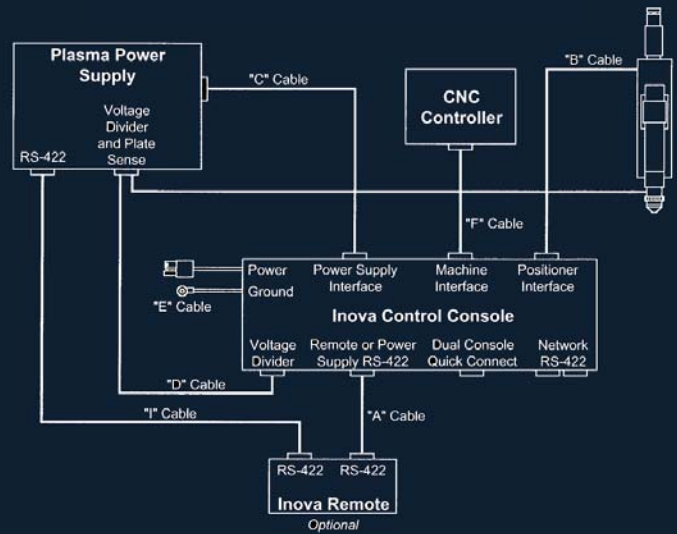 Plasma Power
Supply
Voltage
Divider
and Plate
Sense
RS-422
"C" Cable
CNC
Controller
"B" Cable
"F" Cable
Power
Ground
"E" Cable
Power Supply
Interface
Machine
Interface
Positioner
Interface
Inova Control Console
Voltage
Divider
Remote or Power
Supply RS-422
Dual Console
Quick Connect
Network
RS-422
"D" Cable
"I" Cable
"A" Cable
RS-422
RS-422
Inova Remote
Optional